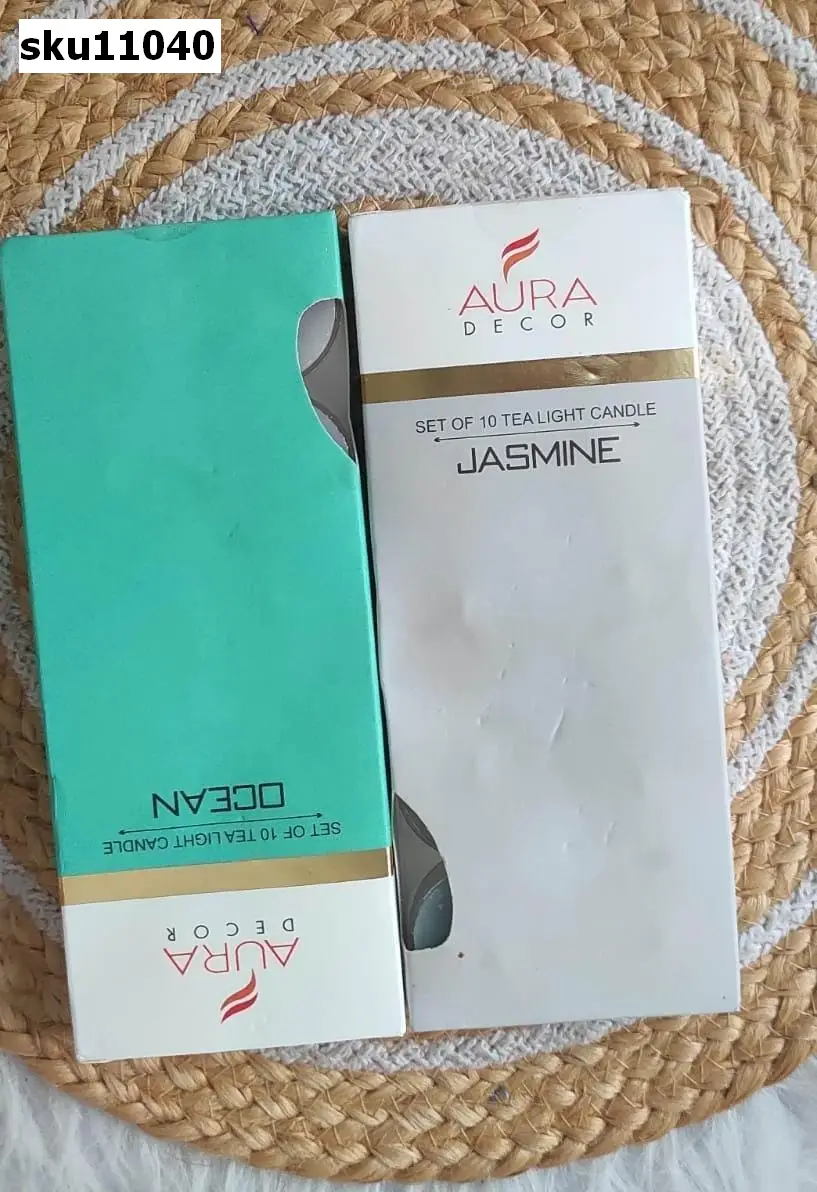 sku11040
AURA
DECOR
SET OF 10 TEA LIGHT CANDLE
JASMINE
OCEAN
SET OF 10 TEA LIGHT CANDLE
DECOR
AURA